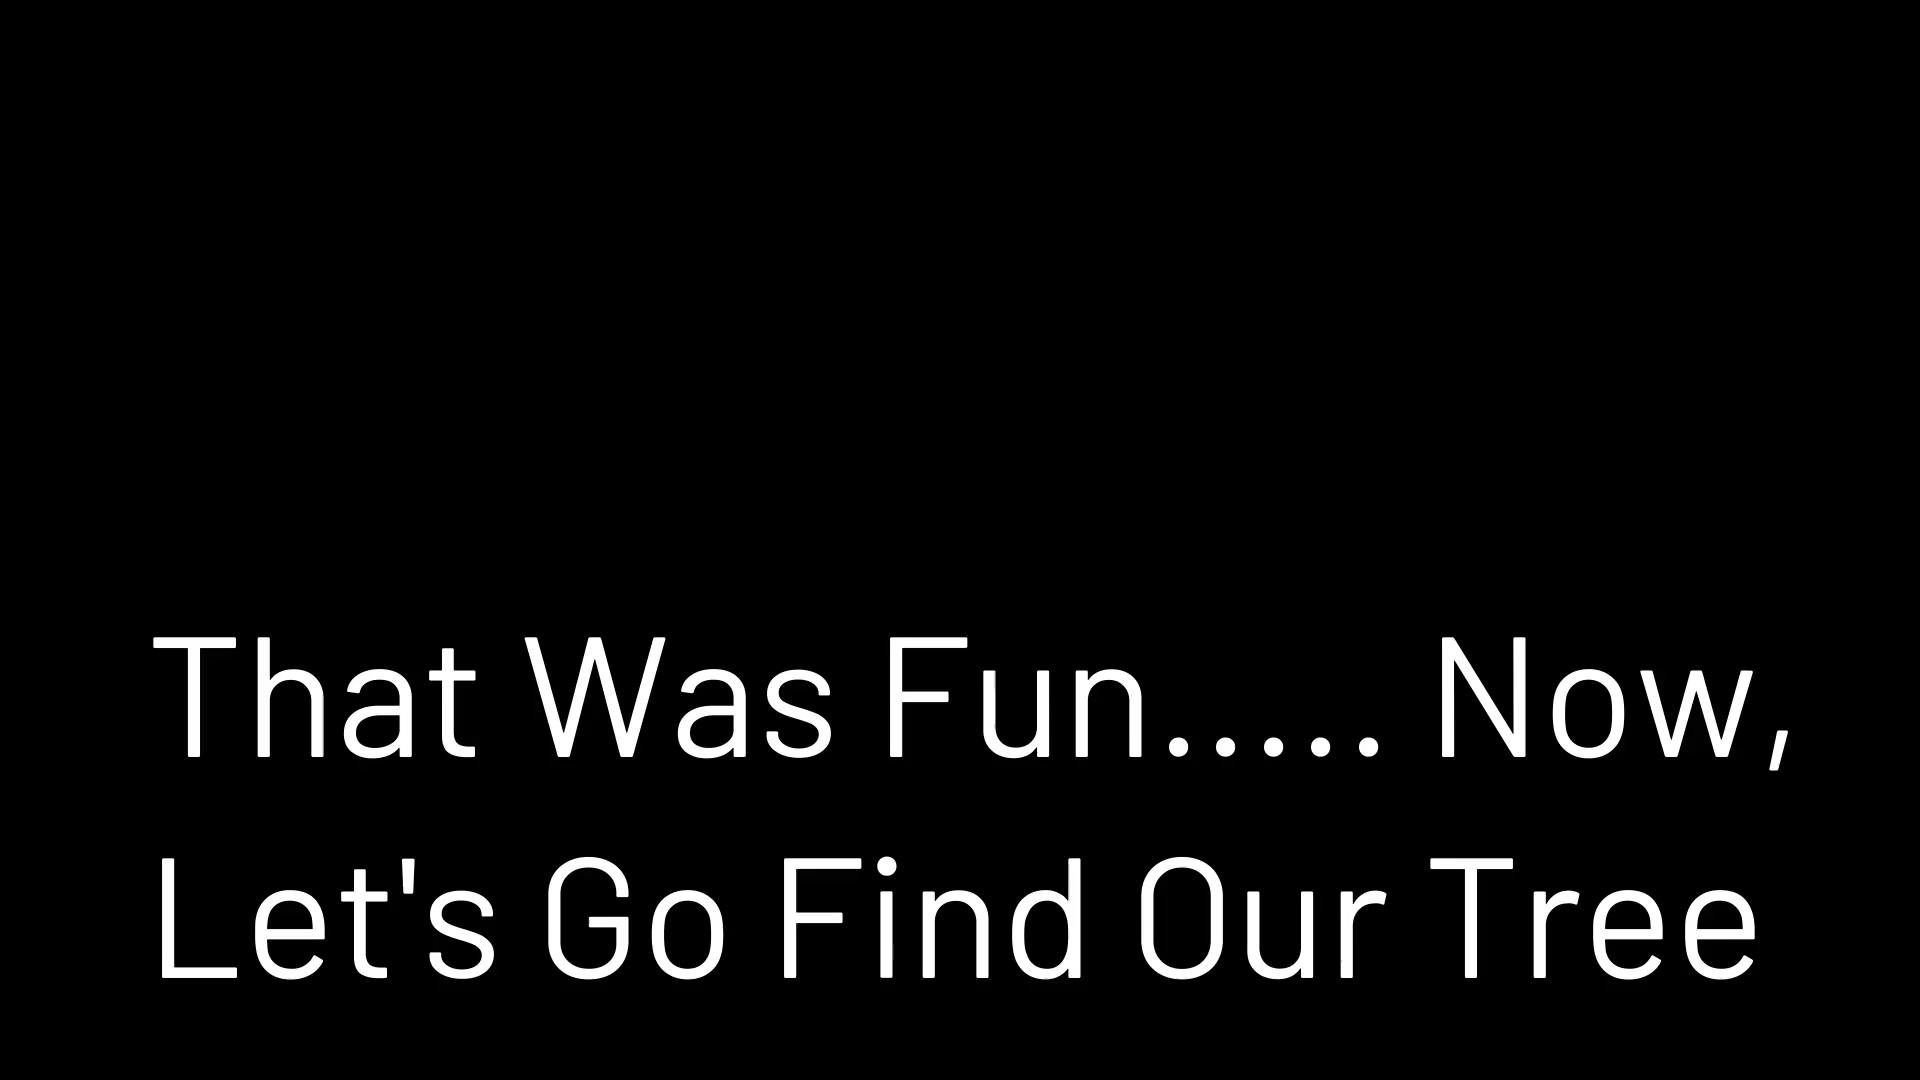 That Was Fun..... Now,
Let's Go Find Our Tree